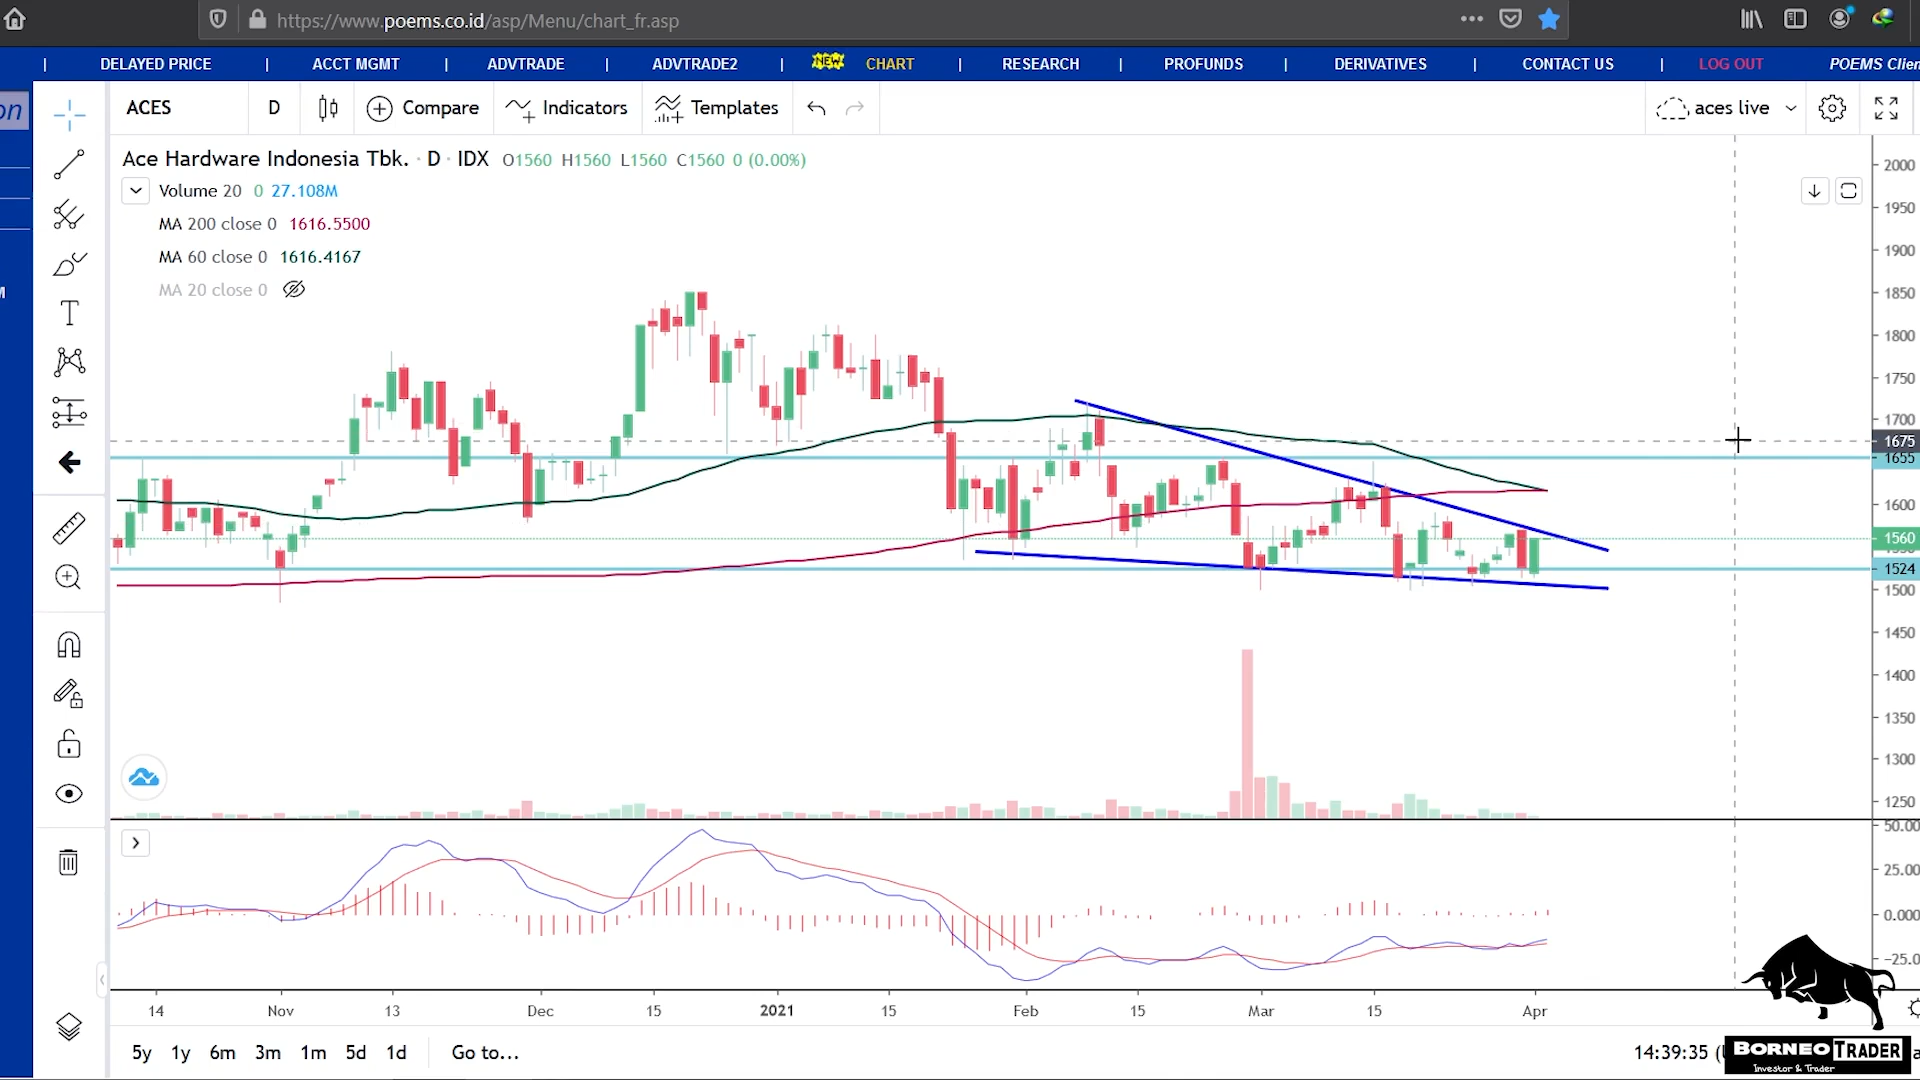 https://www.poems.co.id/asp/Menu/chart_fr.asp
on | DELAYED PRICE | ACCT MGMT | ADVTRADE | ADVTRADE2 | NEW CHART | RESEARCH | PROFUNDS | DERIVATIVES | CONTACT US | LOG OUT POEMS Clien
ACES D Compare Indicators Templates aces live
Ace Hardware Indonesia Tbk. · D · IDX O1560 H1560 L1560 C1560 0 (0.00%)
Volume 20 0 27.108M
MA 200 close 0 1616.5500
MA 60 close 0 1616.4167
MA 20 close 0
2000
1950
1900
1850
1800
1750
1700
1675
1655
1600
1560
1524
1500
1450
1400
1350
1300
1250
50.00
25.00
0.000
-25.0
14 Nov 13 Dec 15 2021 15 Feb 15 Mar 15 Apr
5y 1y 6m 3m 1m 5d 1d Go to... 14:39:35 (
BORNEO TRADER
Investor & Trader